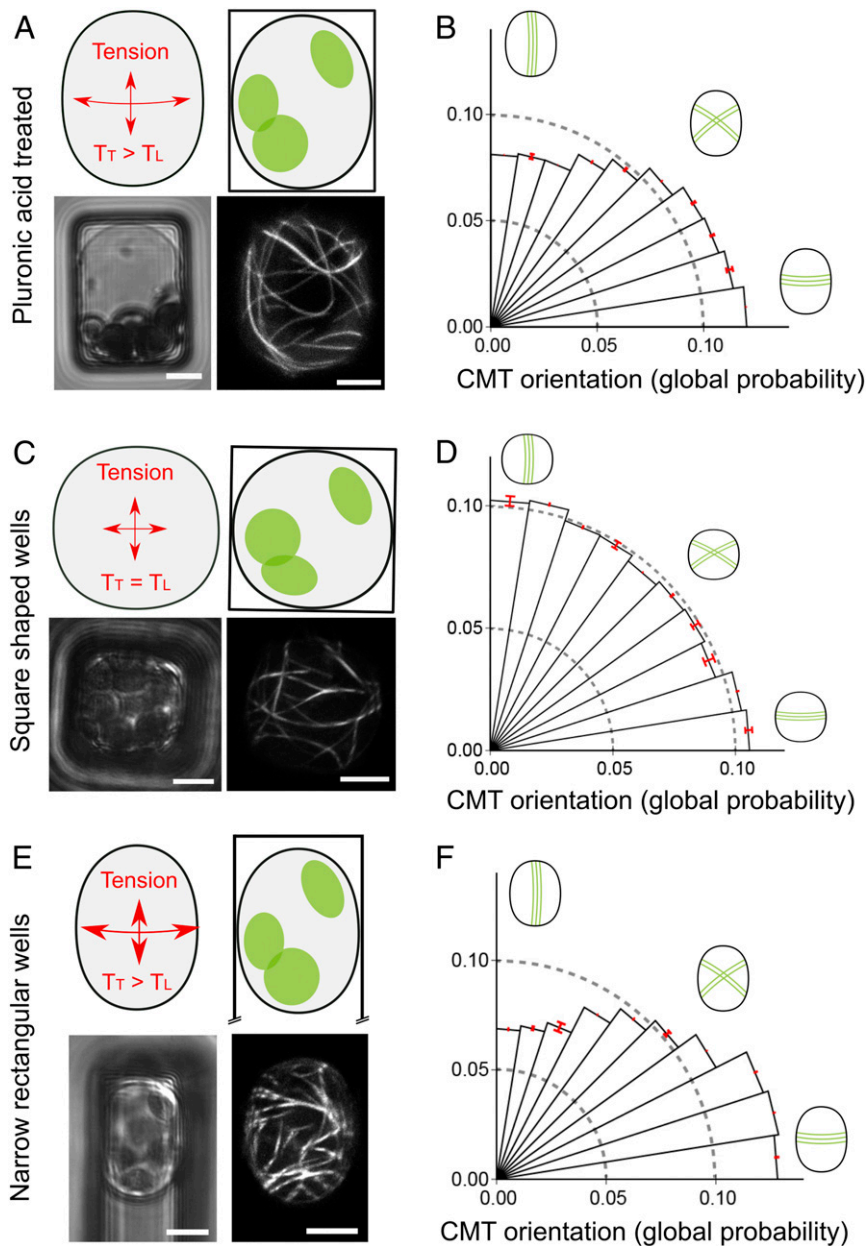 A
Pluronic acid treated
Tension
TT > TL
B
0.10
0.05
0.00
0.00 0.05 0.10
CMT orientation (global probability)
C
Square shaped wells
Tension
TT = TL
D
0.10
0.05
0.00
0.00 0.05 0.10
CMT orientation (global probability)
E
Narrow rectangular wells
Tension
TT > TL
F
0.10
0.05
0.00
0.00 0.05 0.10
CMT orientation (global probability)